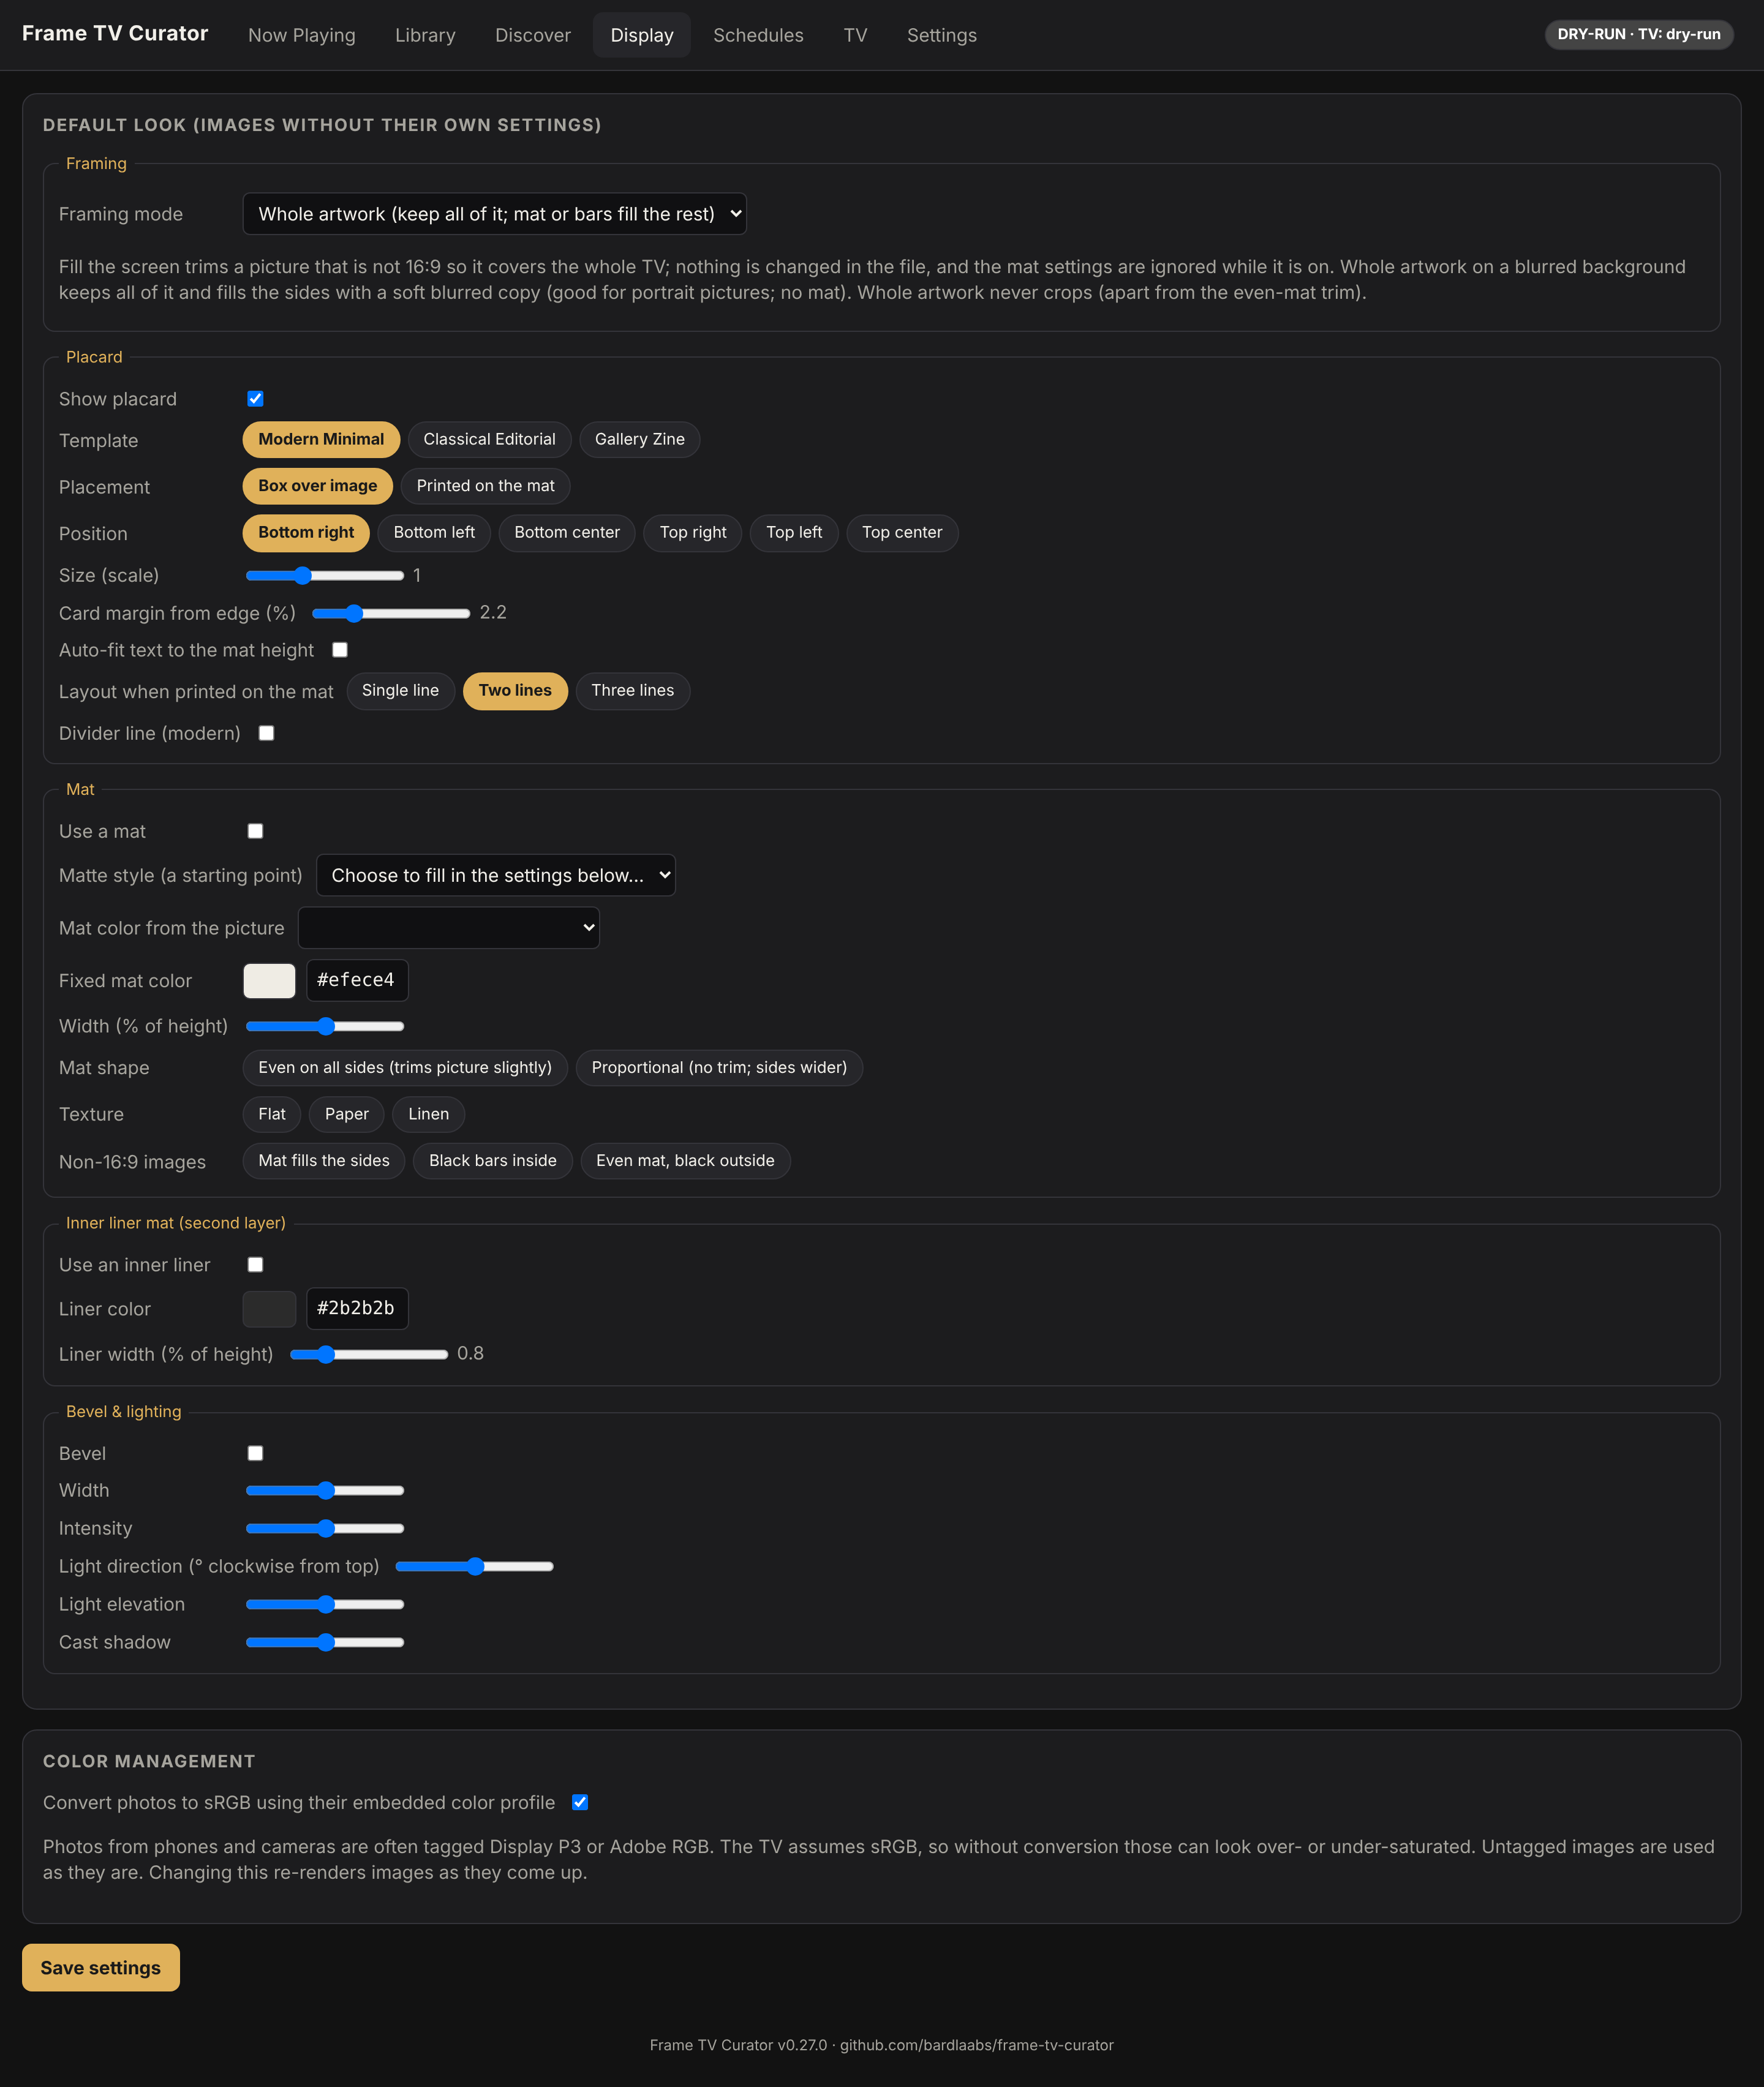 Frame TV Curator Now Playing Library Discover Display Schedules TV Settings DRY-RUN · TV: dry-run
DEFAULT LOOK (IMAGES WITHOUT THEIR OWN SETTINGS)
Framing
Framing mode Whole artwork (keep all of it; mat or bars fill the rest)
Fill the screen trims a picture that is not 16:9 so it covers the whole TV; nothing is changed in the file, and the mat settings are ignored while it is on. Whole artwork on a blurred background
keeps all of it and fills the sides with a soft blurred copy (good for portrait pictures; no mat). Whole artwork never crops (apart from the even-mat trim).
Placard
Show placard
Template Modern Minimal Classical Editorial Gallery Zine
Placement Box over image Printed on the mat
Position Bottom right Bottom left Bottom center Top right Top left Top center
Size (scale) 1
Card margin from edge (%) 2.2
Auto-fit text to the mat height
Layout when printed on the mat Single line Two lines Three lines
Divider line (modern)
Mat
Use a mat
Matte style (a starting point) Choose to fill in the settings below...
Mat color from the picture
Fixed mat color #efece4
Width (% of height)
Mat shape Even on all sides (trims picture slightly) Proportional (no trim; sides wider)
Texture Flat Paper Linen
Non-16:9 images Mat fills the sides Black bars inside Even mat, black outside
Inner liner mat (second layer)
Use an inner liner
Liner color #2b2b2b
Liner width (% of height) 0.8
Bevel & lighting
Bevel
Width
Intensity
Light direction (° clockwise from top)
Light elevation
Cast shadow
COLOR MANAGEMENT
Convert photos to sRGB using their embedded color profile
Photos from phones and cameras are often tagged Display P3 or Adobe RGB. The TV assumes sRGB, so without conversion those can look over- or under-saturated. Untagged images are used
as they are. Changing this re-renders images as they come up.
Save settings
Frame TV Curator v0.27.0 · github.com/bardlaabs/frame-tv-curator